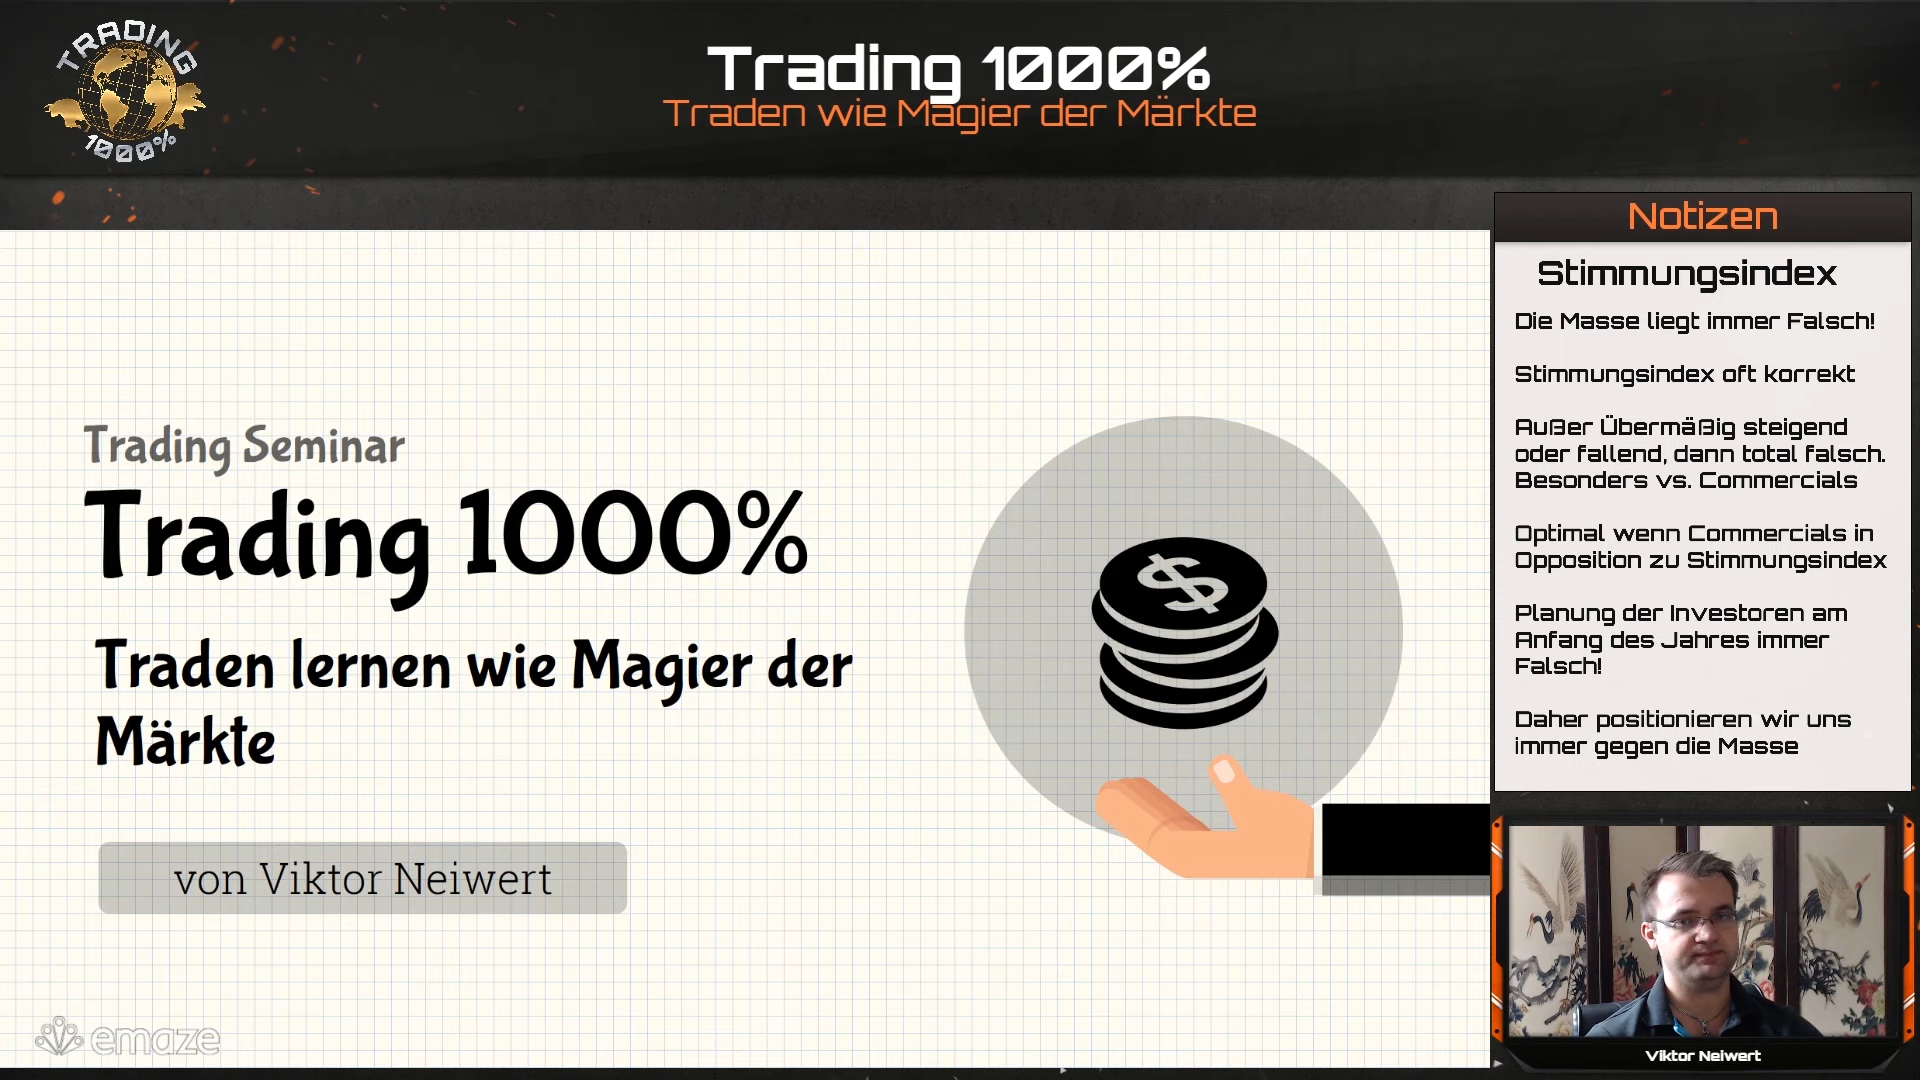 TRADING
1000%
Trading 1000%
Traden wie Magier der Märkte
Trading Seminar
Trading 1000%
Traden lernen wie Magier der
Märkte
von Viktor Neiwert
emaze
$
Notizen
Stimmungsindex
Die Masse liegt immer Falsch!
Stimmungsindex oft korrekt
Außer Übermäßig steigend
oder fallend, dann total falsch.
Besonders vs. Commercials
Optimal wenn Commercials in
Opposition zu Stimmungsindex
Planung der Investoren am
Anfang des Jahres immer
Falsch!
Daher positionieren wir uns
immer gegen die Masse
Viktor Neiwert